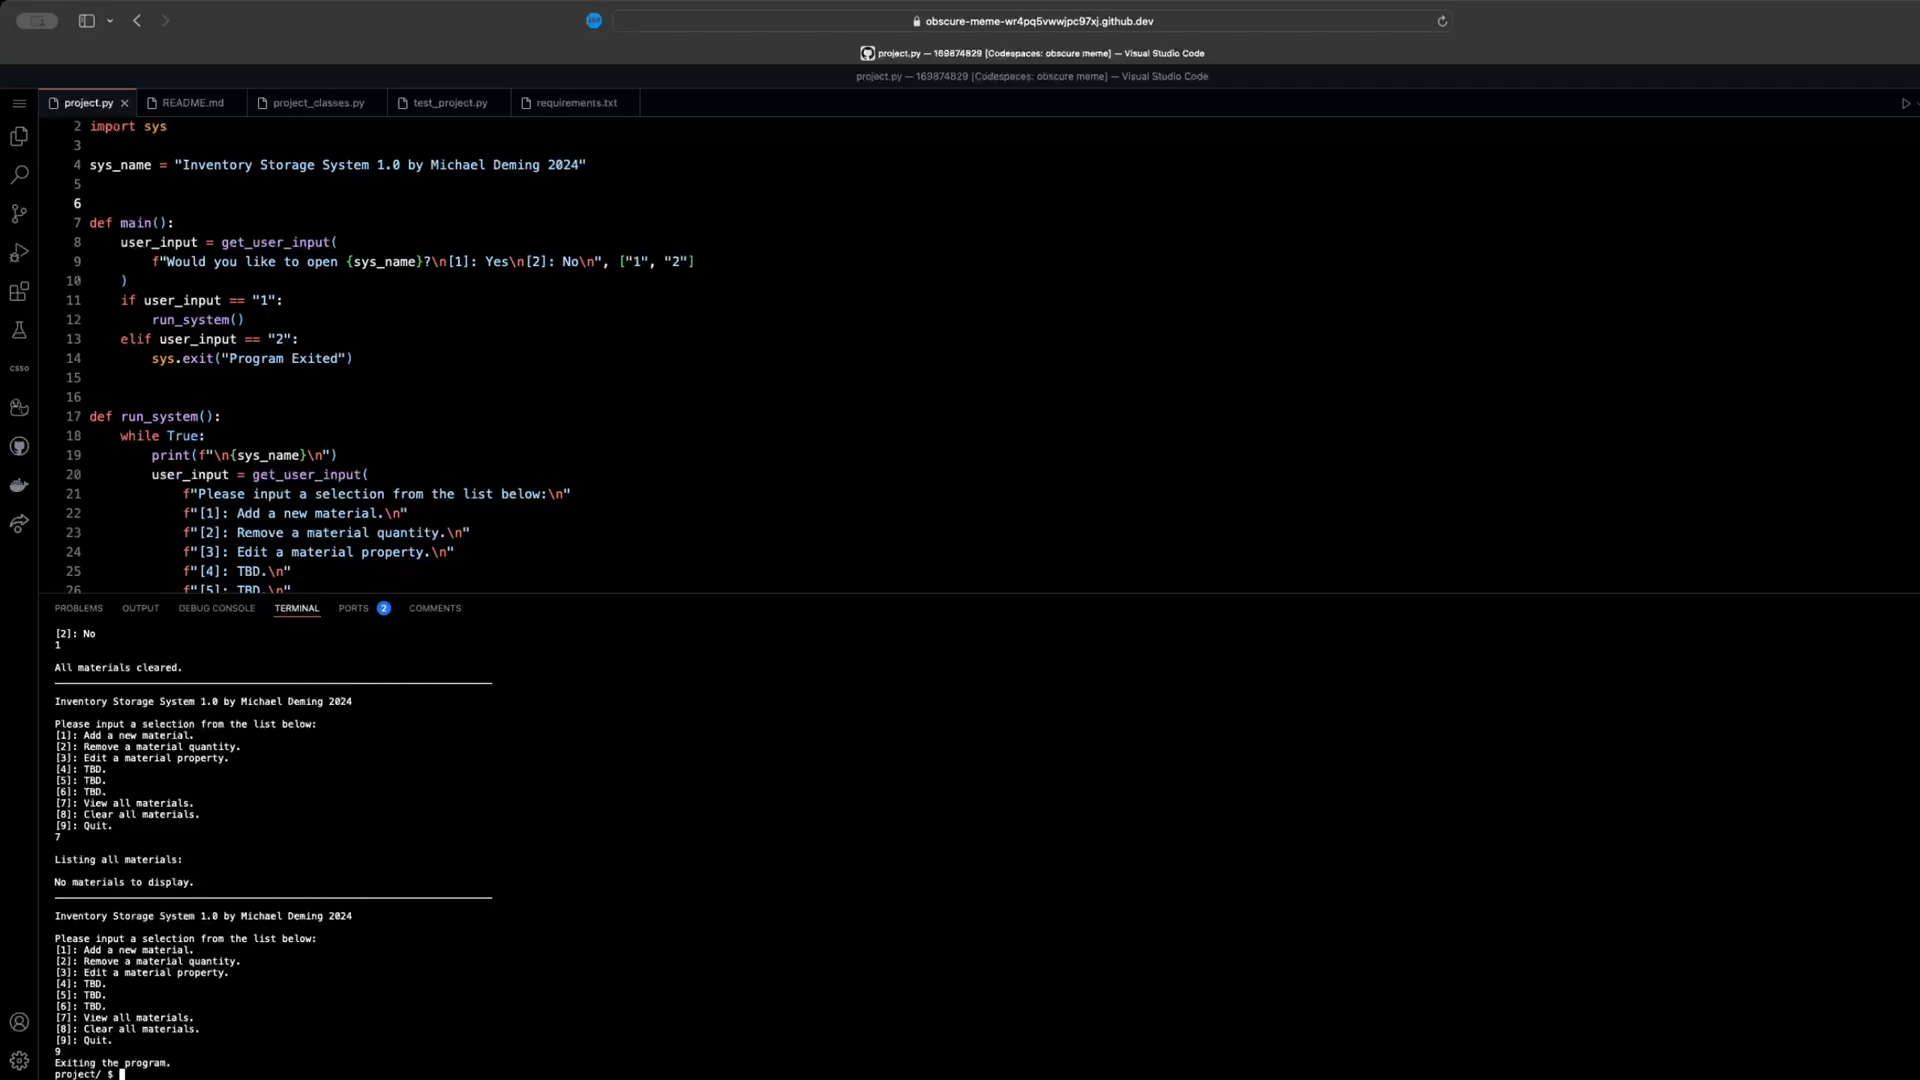 obscure-meme-wr4pq5vwwjpc97xj.github.dev
project.py — 169874829 [Codespaces: obscure meme] — Visual Studio Code
project.py — 169874829 [Codespaces: obscure meme] — Visual Studio Code
project.py README.md project_classes.py test_project.py requirements.txt
2 import sys
3
4 sys_name = "Inventory Storage System 1.0 by Michael Deming 2024"
5
6
7 def main():
8 user_input = get_user_input(
9 f"Would you like to open {sys_name}?\n[1]: Yes\n[2]: No\n", ["1", "2"]
10 )
11 if user_input == "1":
12 run_system()
13 elif user_input == "2":
14 sys.exit("Program Exited")
15
16
17 def run_system():
18 while True:
19 print(f"\n{sys_name}\n")
20 user_input = get_user_input(
21 f"Please input a selection from the list below:\n"
22 f"[1]: Add a new material.\n"
23 f"[2]: Remove a material quantity.\n"
24 f"[3]: Edit a material property.\n"
25 f"[4]: TBD.\n"
26 f"[5]: TBD.\n"
csso
PROBLEMS OUTPUT DEBUG CONSOLE TERMINAL PORTS 2 COMMENTS
[2]: No
1
All materials cleared.
Inventory Storage System 1.0 by Michael Deming 2024
Please input a selection from the list below:
[1]: Add a new material.
[2]: Remove a material quantity.
[3]: Edit a material property.
[4]: TBD.
[5]: TBD.
[6]: TBD.
[7]: View all materials.
[8]: Clear all materials.
[9]: Quit.
7
Listing all materials:
No materials to display.
Inventory Storage System 1.0 by Michael Deming 2024
Please input a selection from the list below:
[1]: Add a new material.
[2]: Remove a material quantity.
[3]: Edit a material property.
[4]: TBD.
[5]: TBD.
[6]: TBD.
[7]: View all materials.
[8]: Clear all materials.
[9]: Quit.
9
Exiting the program.
project/ $